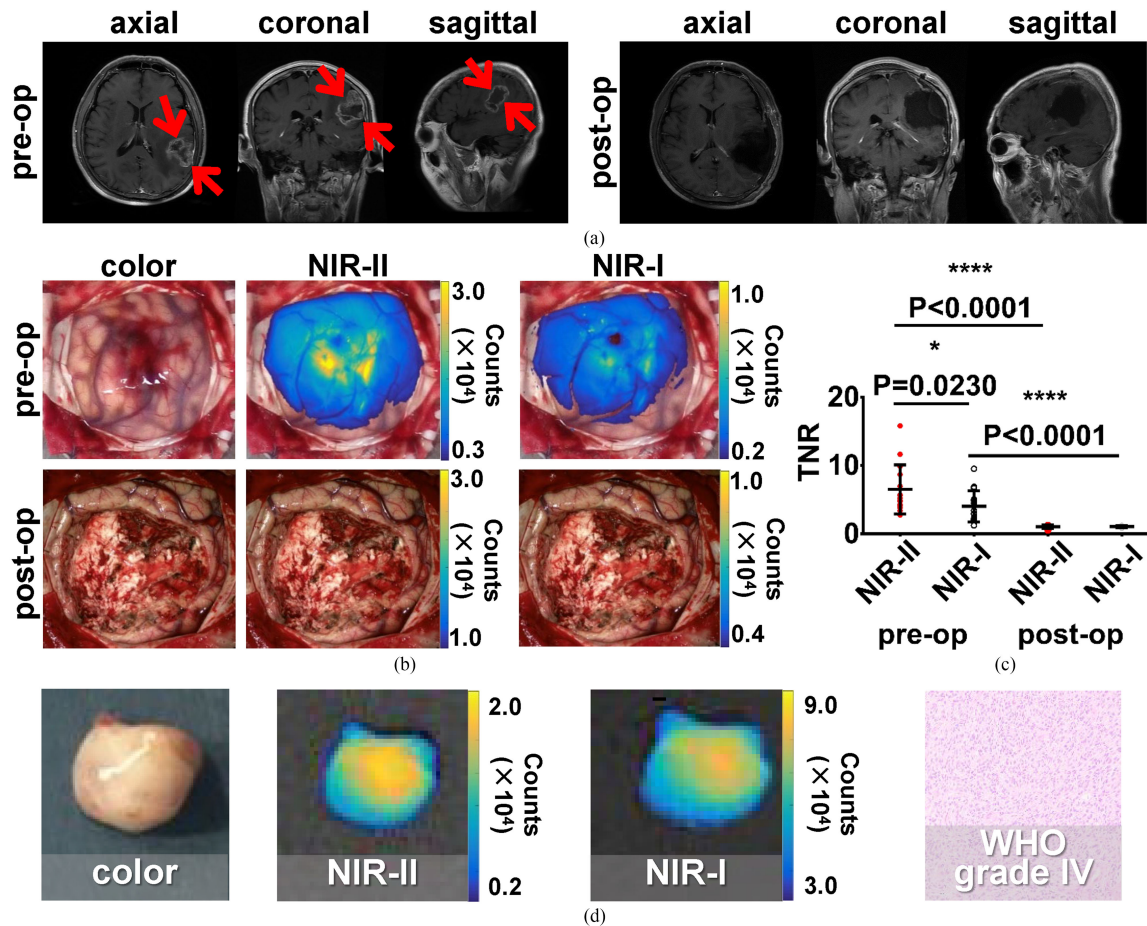 axial coronal sagittal
pre-op
axial coronal sagittal
post-op
(a)
color NIR-II NIR-I
pre-op
3.0
Counts
(×10⁴)
0.3
1.0
Counts
(×10⁴)
0.2
post-op
3.0
Counts
(×10⁴)
1.0
1.0
Counts
(×10⁴)
0.4
(b)
****
P<0.0001
*
P=0.0230
****
P<0.0001
TNR
20
10
0
NIR-II NIR-I NIR-II NIR-I
pre-op post-op
(c)
color
NIR-II
2.0
Counts
(×10⁴)
0.2
NIR-I
9.0
Counts
(×10⁴)
3.0
WHO
grade IV
(d)